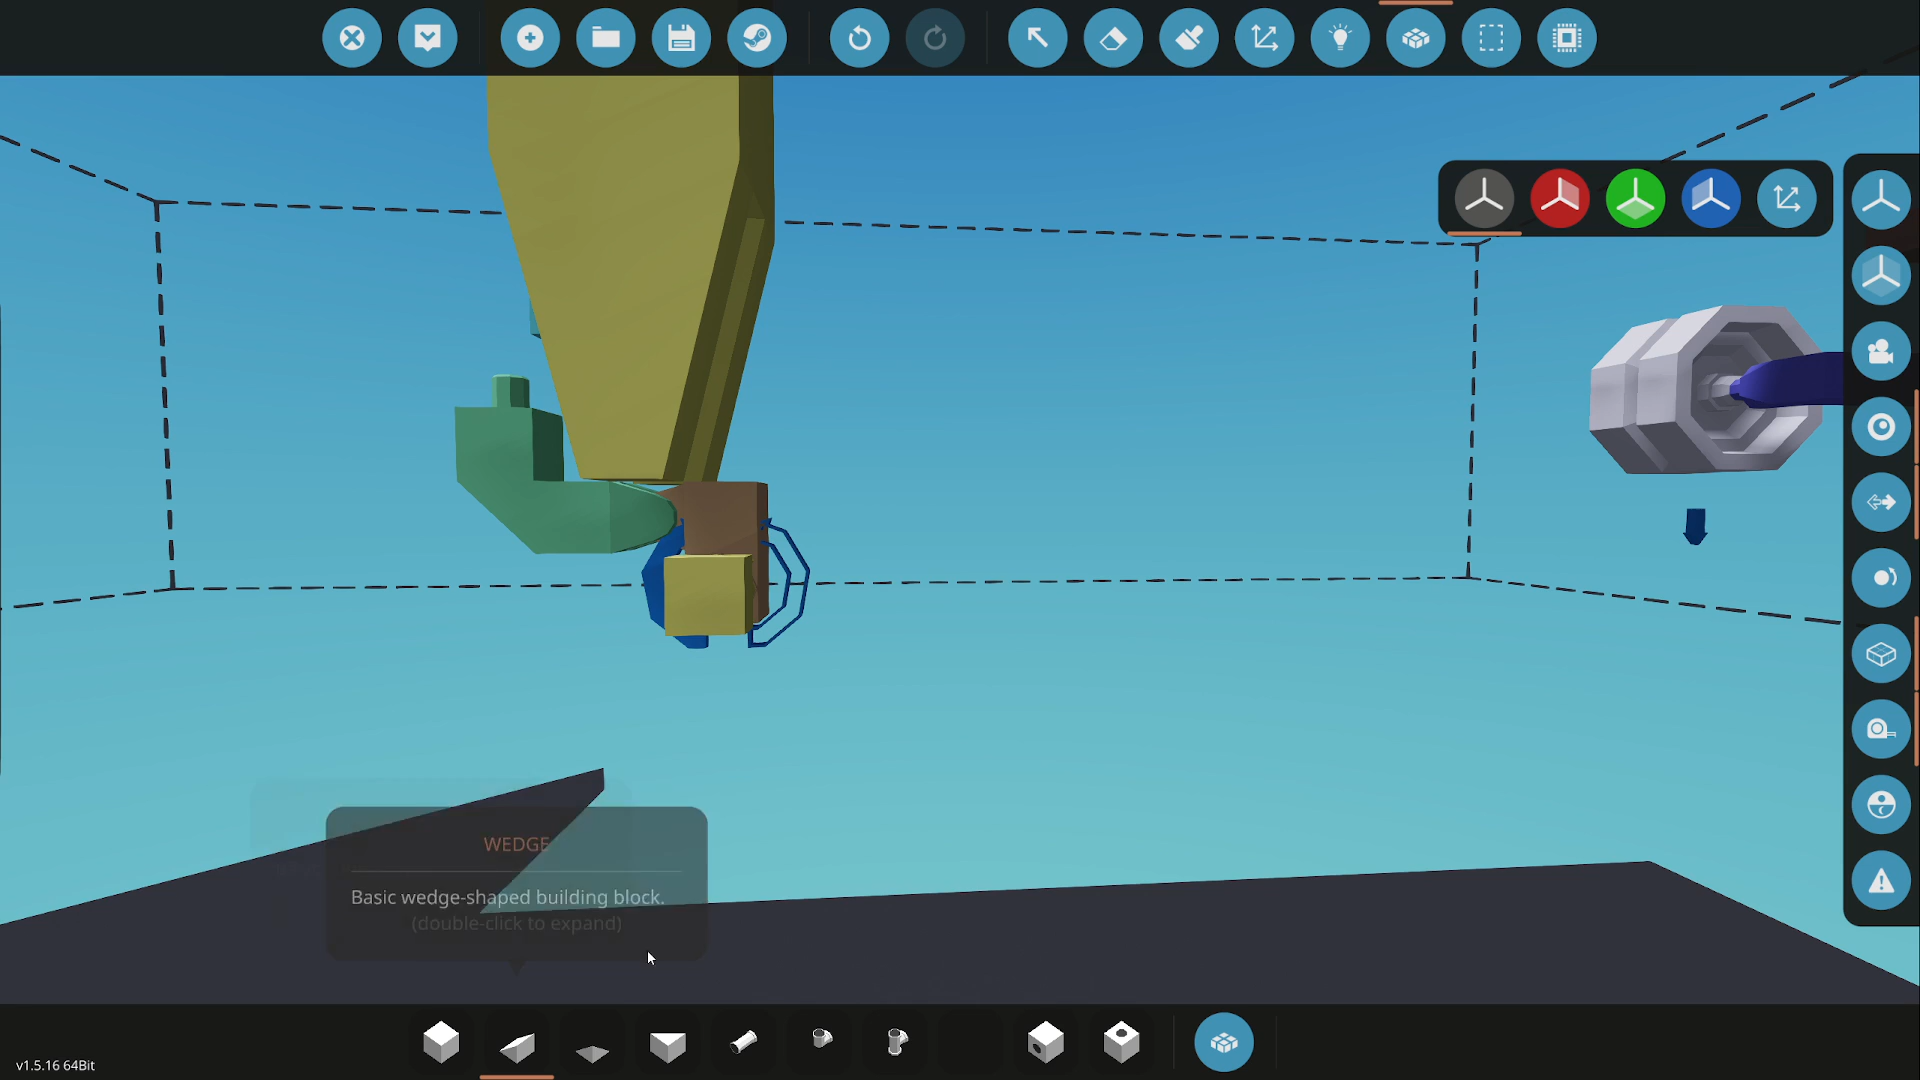 WEDGE
Basic wedge-shaped building block.
(double-click to expand)
v1.5.16 64Bit